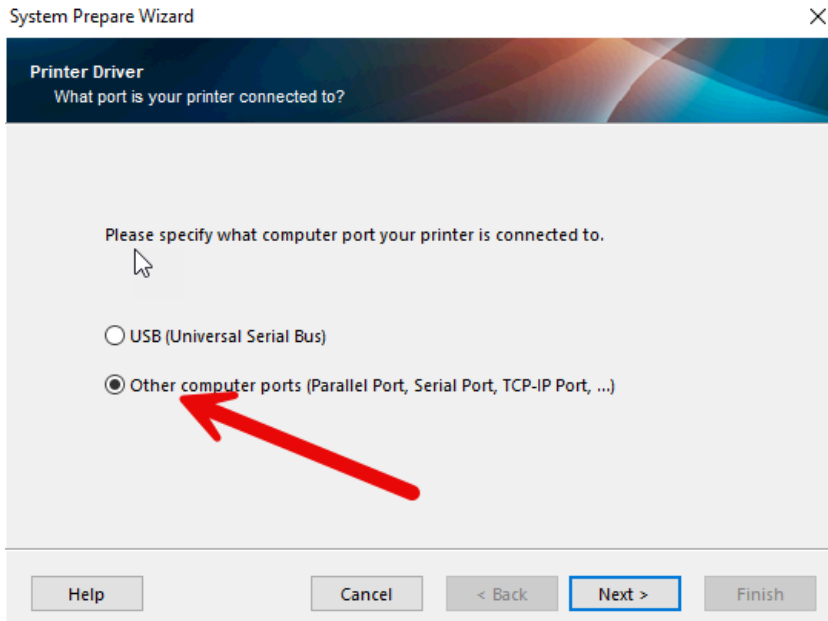 System Prepare Wizard
Printer Driver
What port is your printer connected to?
Please specify what computer port your printer is connected to.
USB (Universal Serial Bus)
Other computer ports (Parallel Port, Serial Port, TCP-IP Port, ...)
Help
Cancel
< Back
Next >
Finish